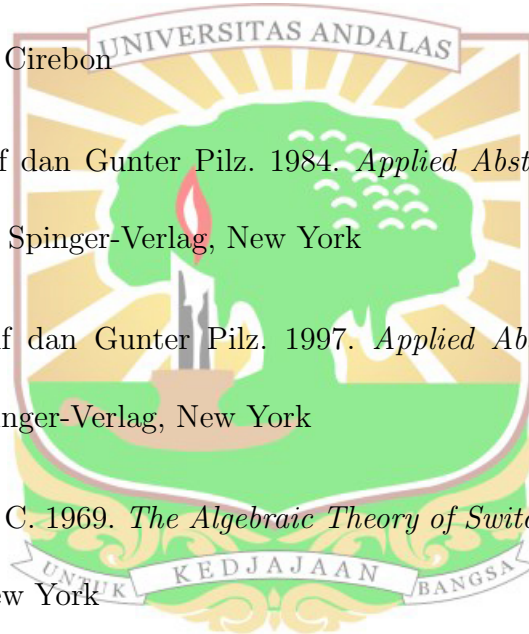 UNIVERSITAS ANDALAS
Cirebon
f dan Gunter Pilz. 1984. Applied Abst
Spinger-Verlag, New York
f dan Gunter Pilz. 1997. Applied Ab
nger-Verlag, New York
C. 1969. The Algebraic Theory of Swit
UNTUK KEDJAJAAN BANGSA
ew York